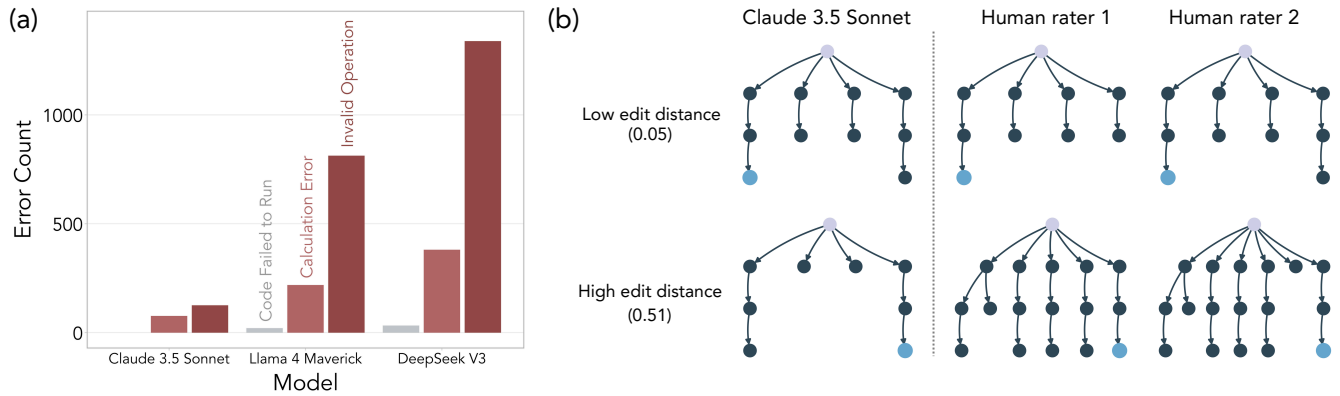 (a)
Error Count
1000
500
0
Code Failed to Run
Calculation Error
Invalid Operation
Claude 3.5 Sonnet
Llama 4 Maverick
DeepSeek V3
Model
(b)
Claude 3.5 Sonnet
Human rater 1
Human rater 2
Low edit distance
(0.05)
High edit distance
(0.51)